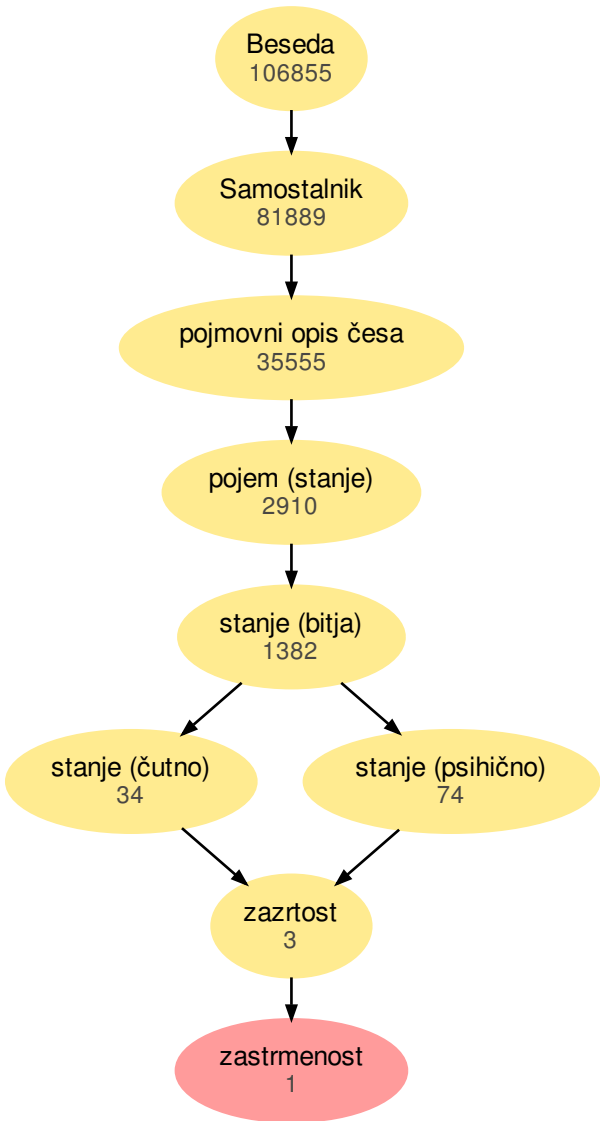 Beseda
106855
Samostalnik
81889
pojmovni opis česa
35555
pojem (stanje)
2910
stanje (bitja)
1382
stanje (čutno)
34
stanje (psihično)
74
zazrtost
3
zastrmenost
1